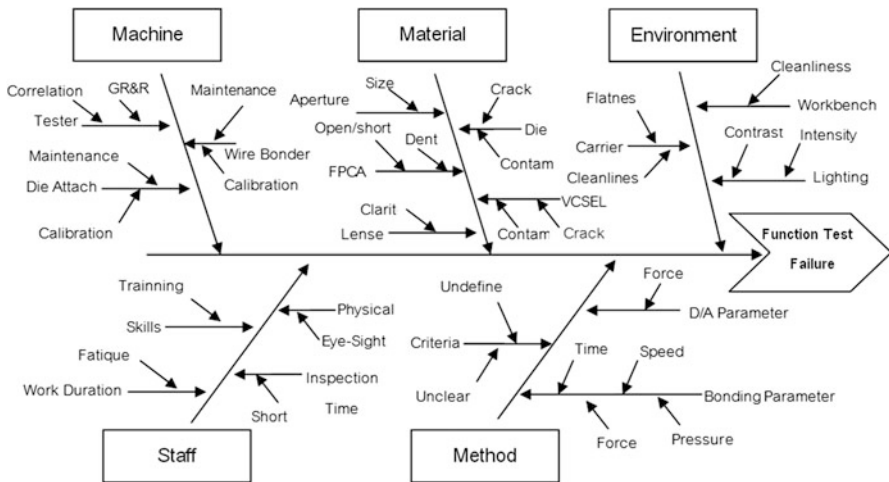 Machine
Material
Environment
Correlation
GR&R
Maintenance
Tester
Wire Bonder
Maintenance
Die Attach
Calibration
Calibration
Size
Aperture
Crack
Die
Open/short
Dent
Contam
FPCA
VCSEL
Clarit
Lense
Contam
Crack
Cleanliness
Flatnes
Workbench
Contrast
Intensity
Carrier
Cleanlines
Lighting
Function Test
Failure
Trainning
Physical
Skills
Eye-Sight
Fatique
Work Duration
Inspection
Short
Time
Undefine
Force
D/A Parameter
Criteria
Time
Speed
Unclear
Bonding Parameter
Force
Pressure
Staff
Method